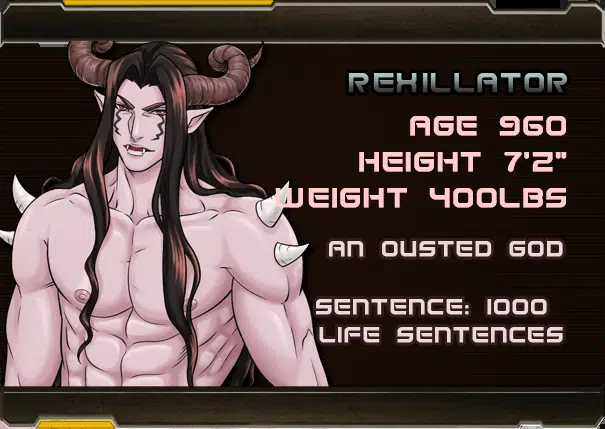 REXILLATOR
AGE 960
HEIGHT 7'2"
WEIGHT 400LBS
AN OUSTED GOD
SENTENCE: 1000
LIFE SENTENCES